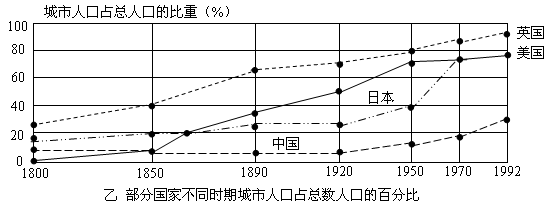 城市人口占总人口的比重（%）
100
80
60
40
20
0
英国
美国
日本
中国
1800 1850 1890 1920 1950 1970 1992
乙 部分国家不同时期城市人口占总数人口的百分比